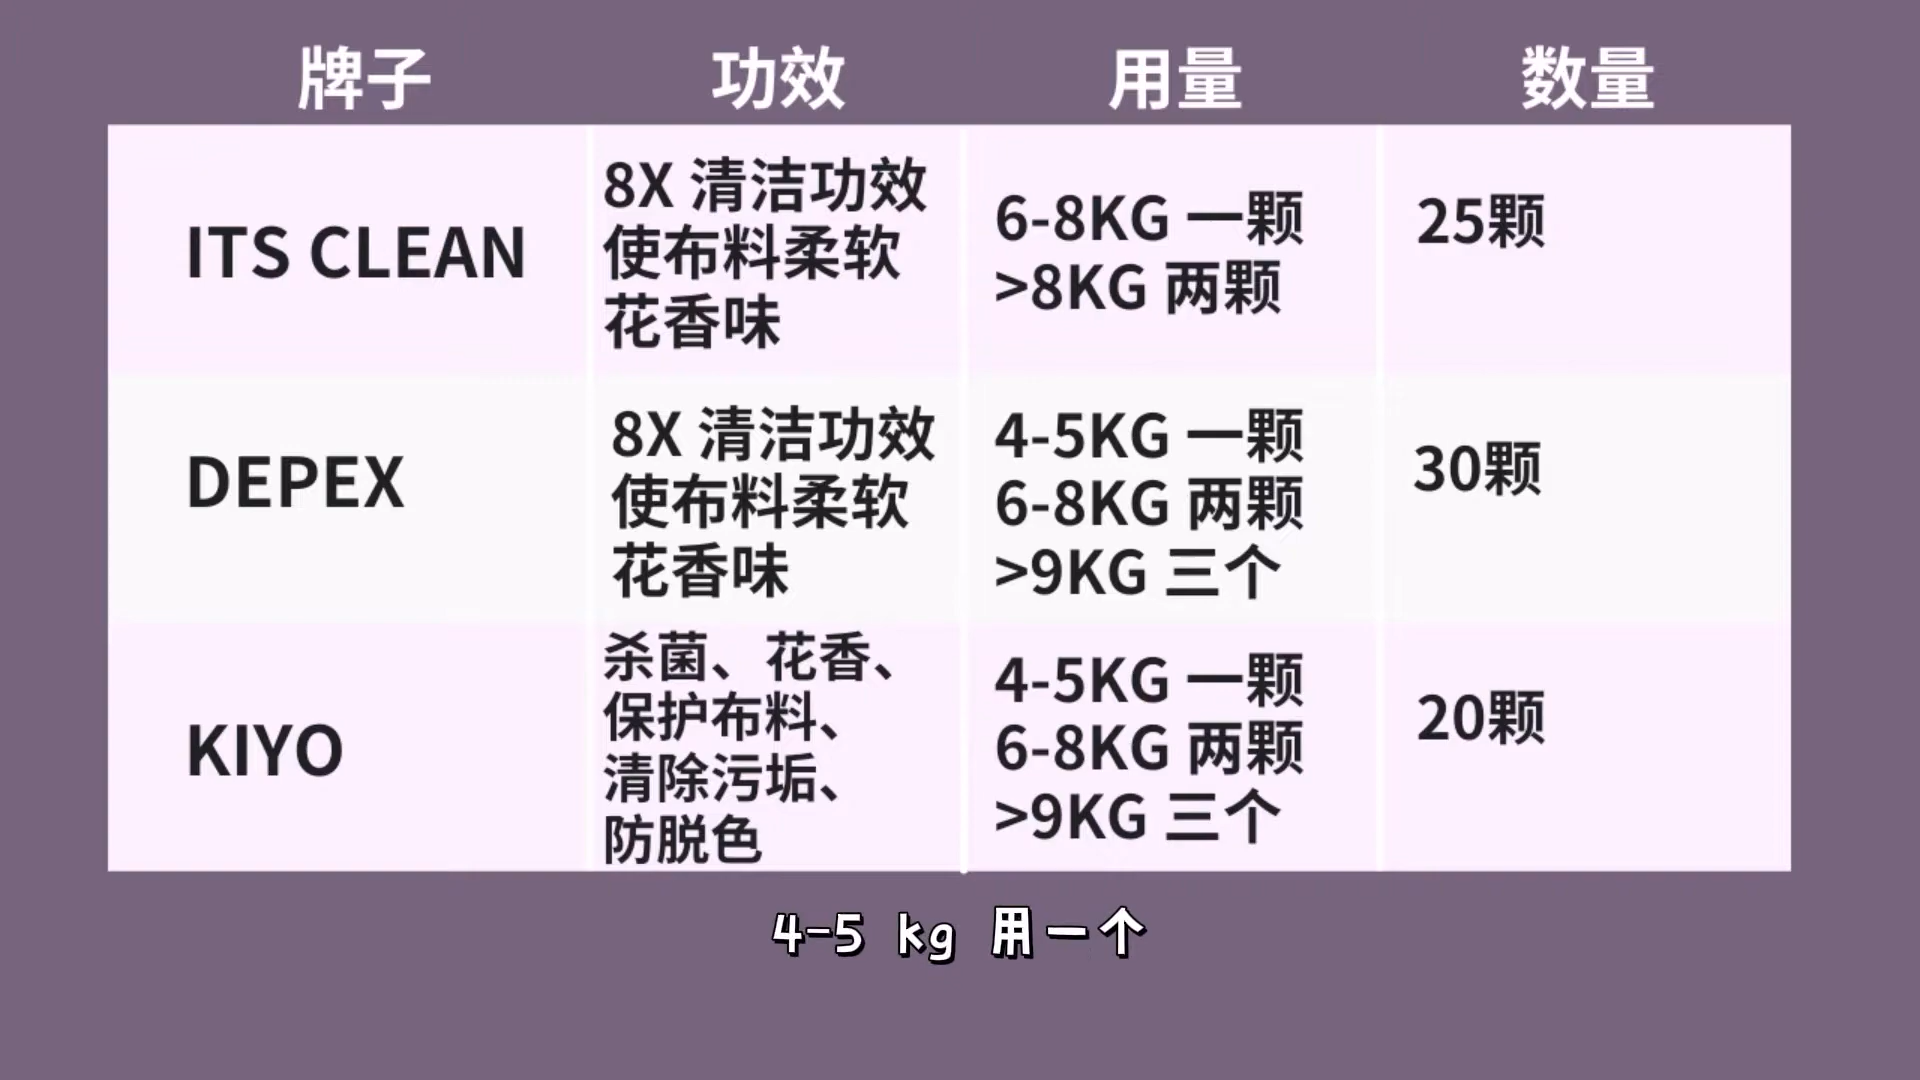 牌子 功效 用量 数量
ITS CLEAN
8X 清洁功效
使布料柔软
花香味
6-8KG 一颗
>8KG 两颗
25颗
DEPEX
8X 清洁功效
使布料柔软
花香味
4-5KG 一颗
6-8KG 两颗
>9KG 三个
30颗
KIYO
杀菌、花香、
保护布料、
清除污垢、
防脱色
4-5KG 一颗
6-8KG 两颗
>9KG 三个
20颗
4-5 kg 用一个